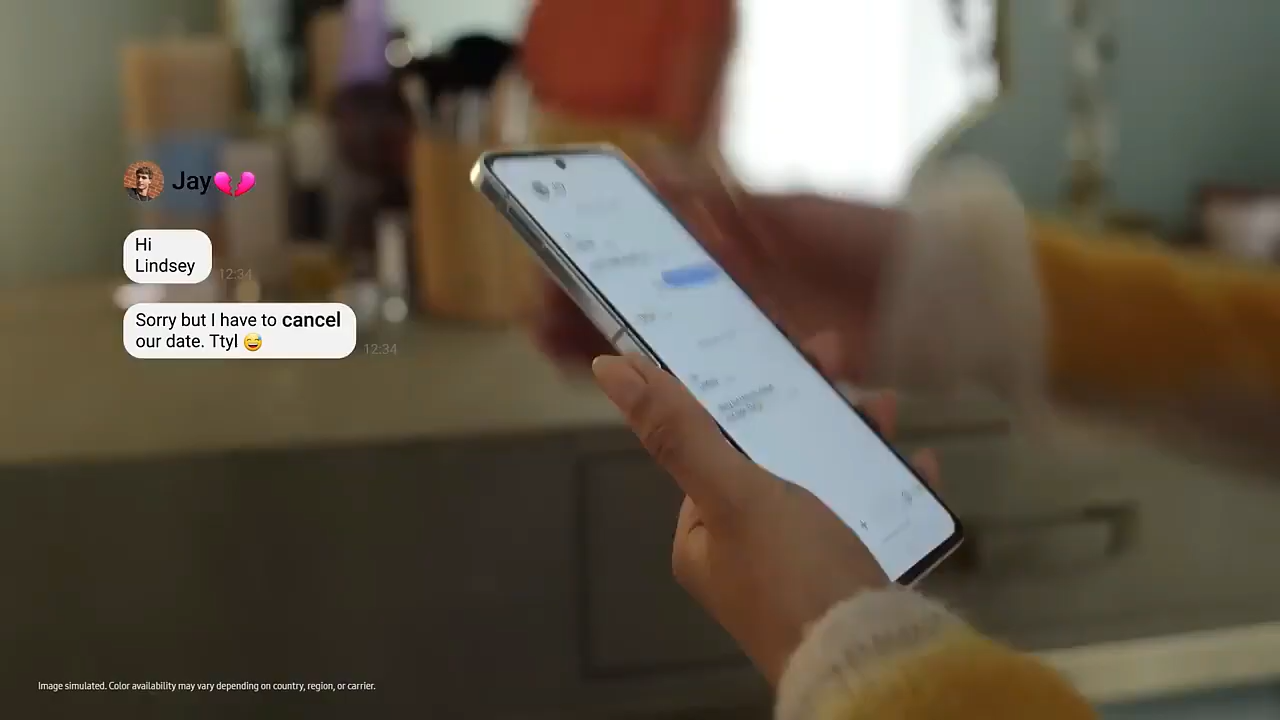 Jay💔
Hi
Lindsey
12:34
Sorry but I have to cancel
our date. Ttyl 😅
12:34
Image simulated. Color availability may vary depending on country, region, or carrier.